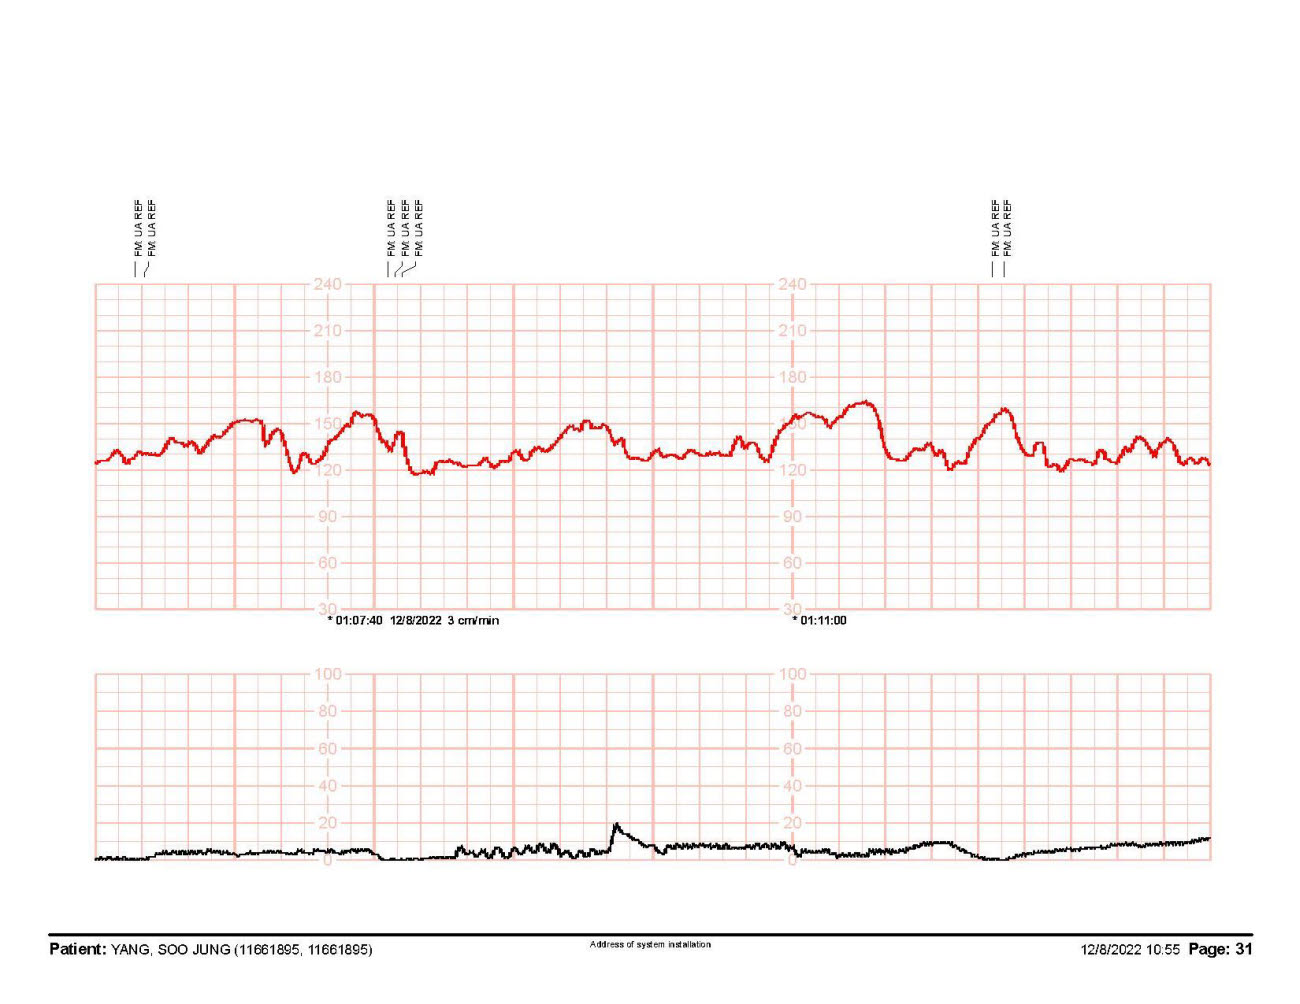 FM: UA REF
FM: UA REF
FM: UA REF
FM: UA REF
FM: UA REF
FM: UA REF
FM: UA REF
240 240
210 210
180 180
150 150
120 120
90 90
60 60
30 30
* 01:07:40 12/8/2022 3 cm/min * 01:11:00
100 100
80 80
60 60
40 40
20 20
0 0
Patient: YANG, SOO JUNG (11661895, 11661895) Address of system installation 12/8/2022 10:55 Page: 31